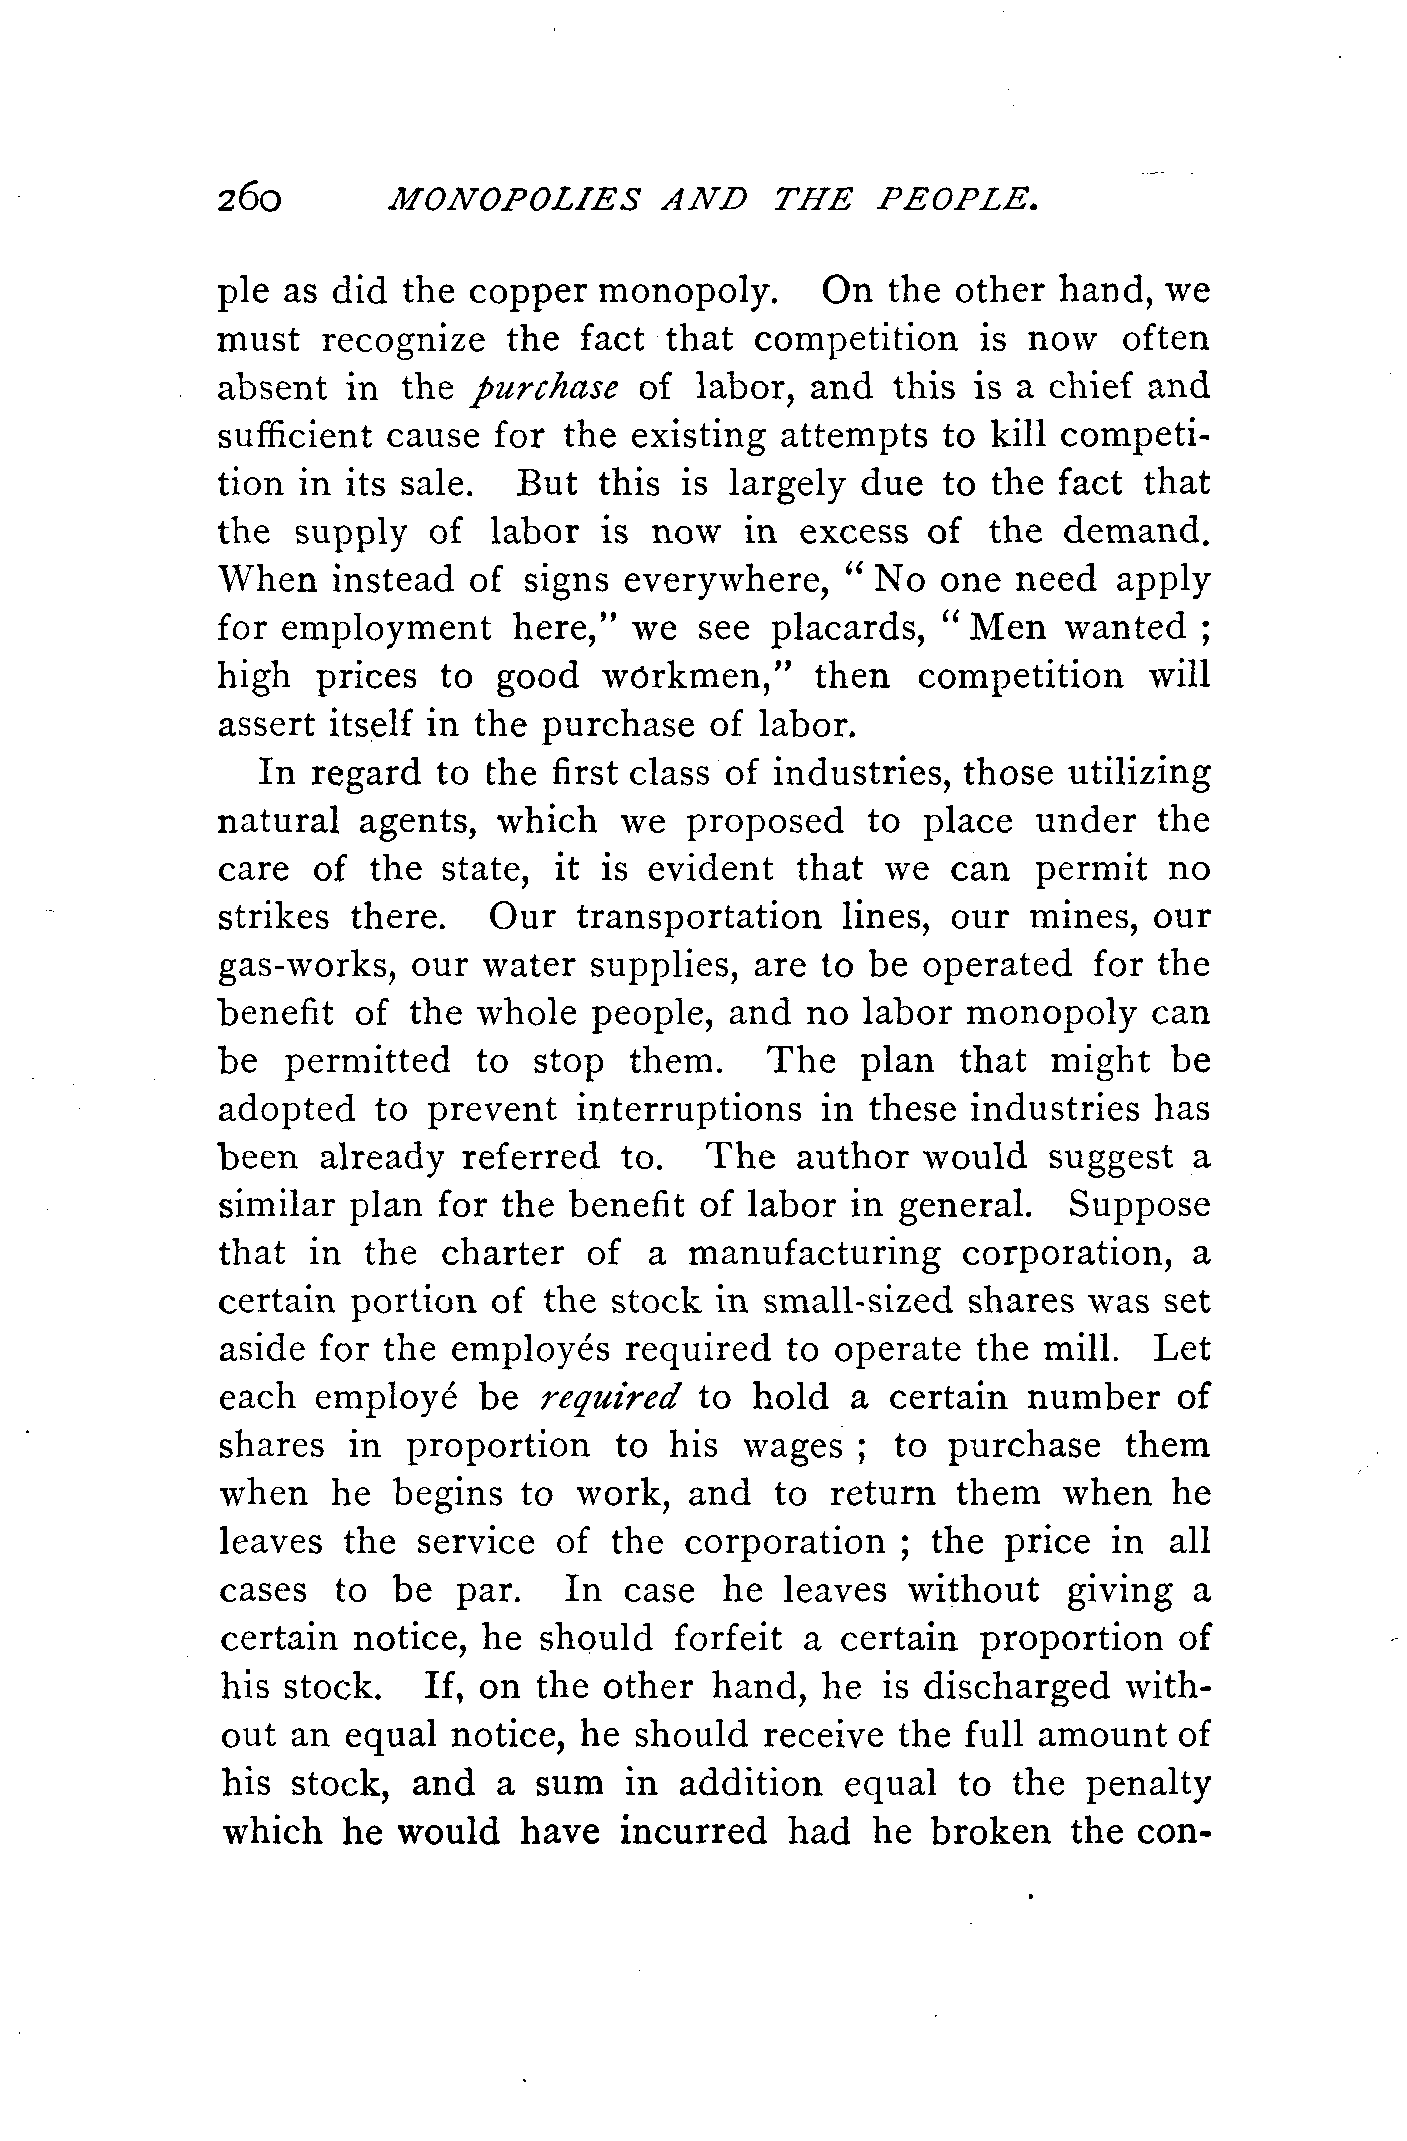 260 MONOPOLIES AND THE PEOPLE.
ple as did the copper monopoly. On the other hand, we
must recognize the fact that competition is now often
absent in the purchase of labor, and this is a chief and
sufficient cause for the existing attempts to kill competi-
tion in its sale. But this is largely due to the fact that
the supply of labor is now in excess of the demand.
When instead of signs everywhere, “ No one need apply
for employment here,” we see placards, “ Men wanted ;
high prices to good workmen,” then competition will
assert itself in the purchase of labor.
In regard to the first class of industries, those utilizing
natural agents, which we proposed to place under the
care of the state, it is evident that we can permit no
strikes there. Our transportation lines, our mines, our
gas-works, our water supplies, are to be operated for the
benefit of the whole people, and no labor monopoly can
be permitted to stop them. The plan that might be
adopted to prevent interruptions in these industries has
been already referred to. The author would suggest a
similar plan for the benefit of labor in general. Suppose
that in the charter of a manufacturing corporation, a
certain portion of the stock in small-sized shares was set
aside for the employés required to operate the mill. Let
each employé be required to hold a certain number of
shares in proportion to his wages ; to purchase them
when he begins to work, and to return them when he
leaves the service of the corporation ; the price in all
cases to be par. In case he leaves without giving a
certain notice, he should forfeit a certain proportion of
his stock. If, on the other hand, he is discharged with-
out an equal notice, he should receive the full amount of
his stock, and a sum in addition equal to the penalty
which he would have incurred had he broken the con-